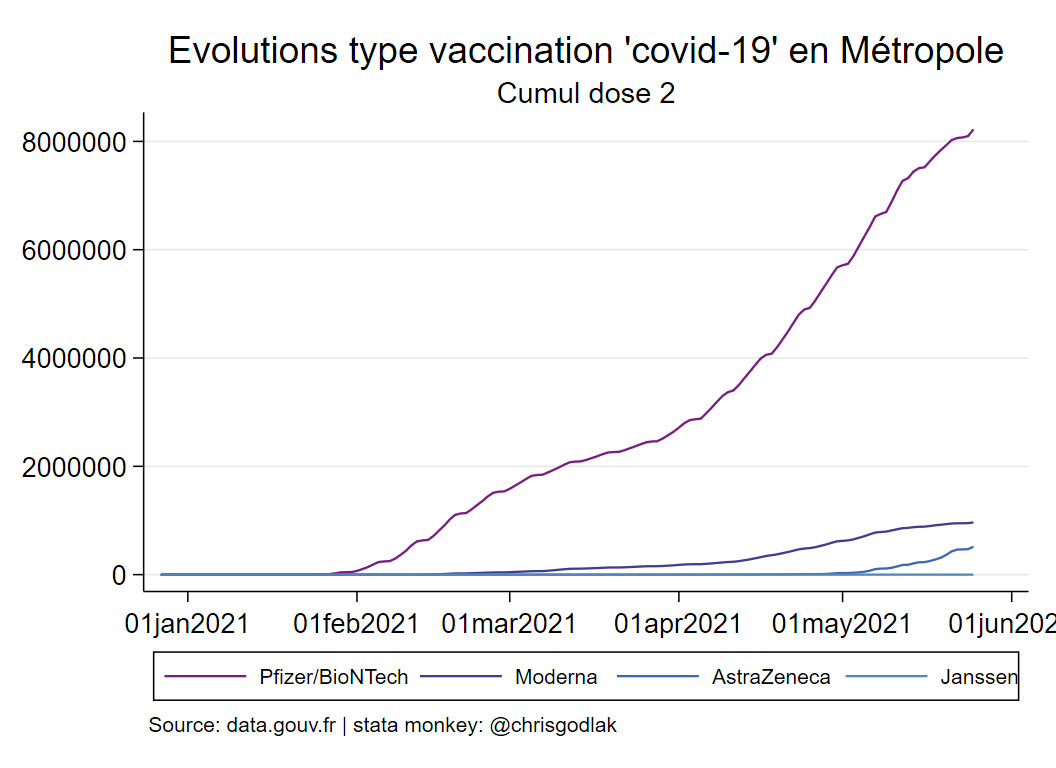 Evolutions type vaccination 'covid-19' en Métropole
Cumul dose 2
8000000
6000000
4000000
2000000
0
01jan2021 01feb2021 01mar2021 01apr2021 01may2021 01jun202
Pfizer/BioNTech Moderna AstraZeneca Janssen
Source: data.gouv.fr | stata monkey: @chrisgodlak